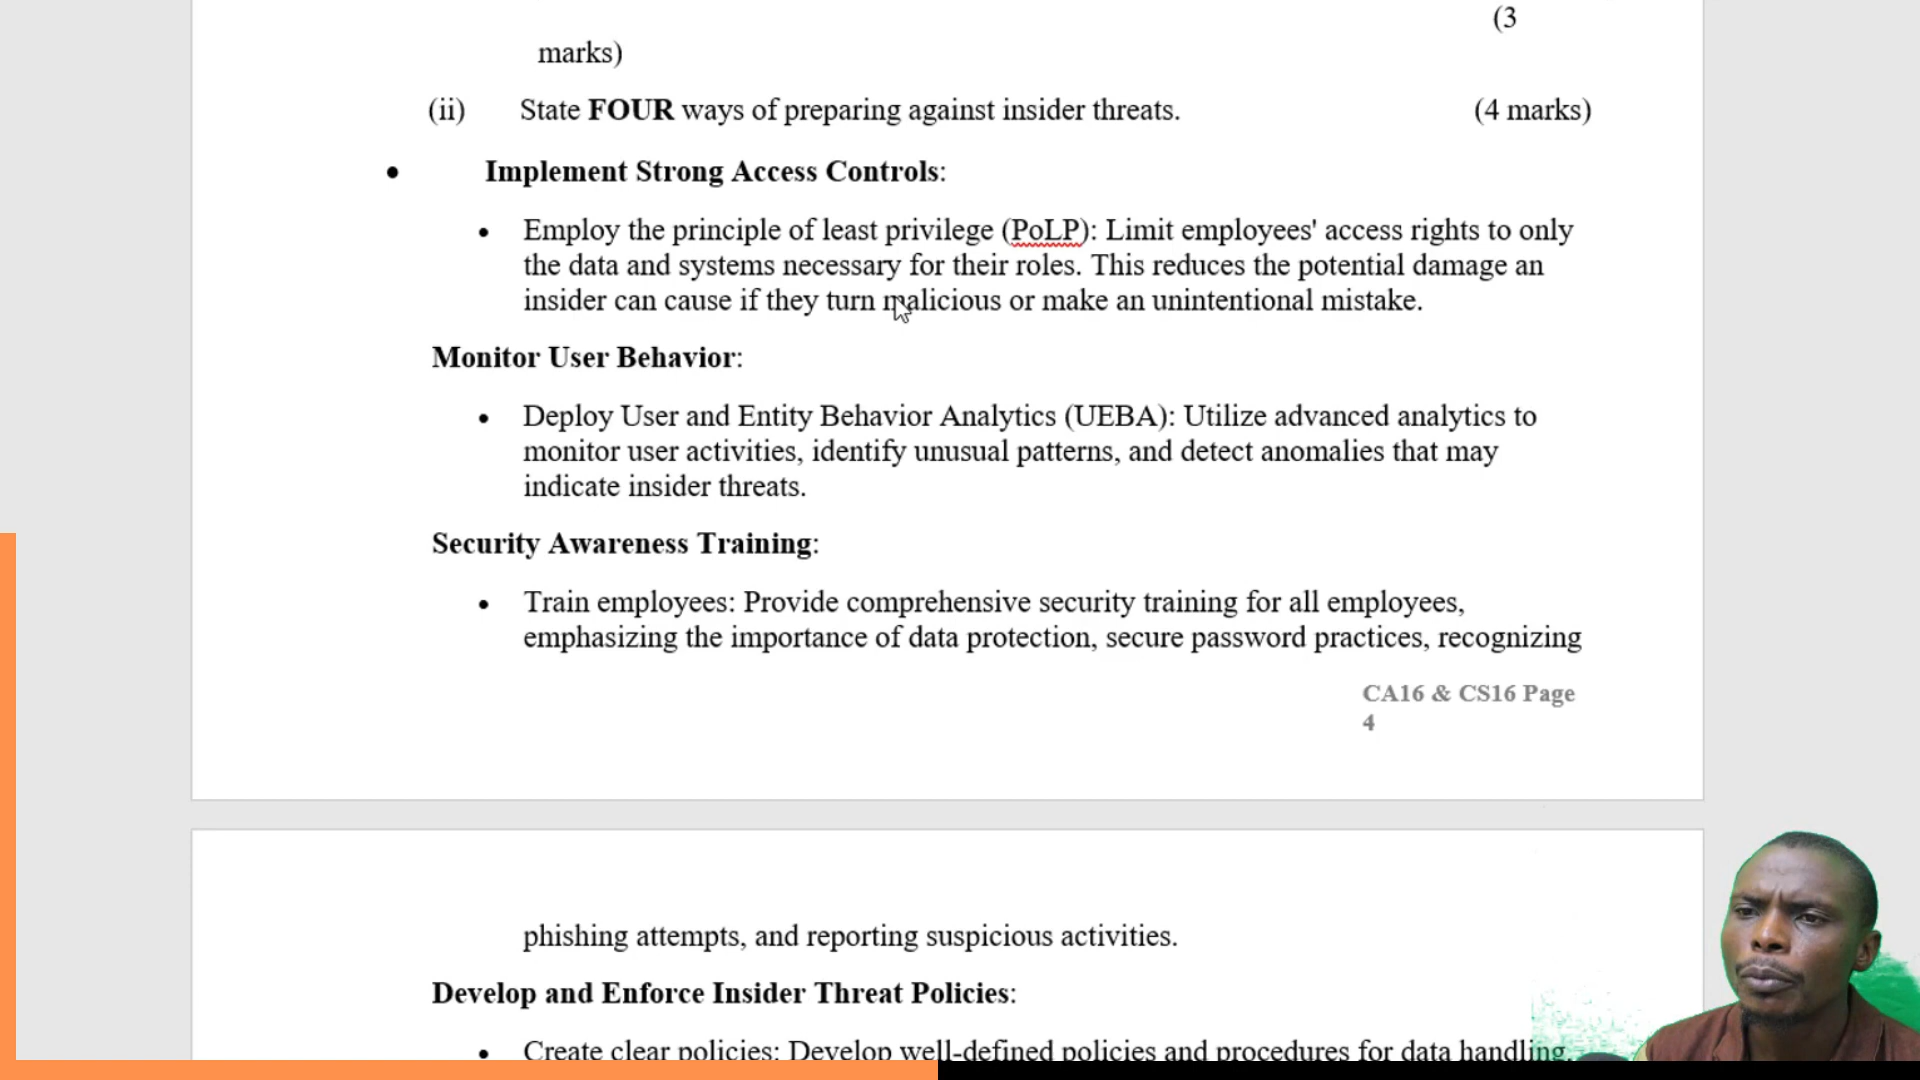 (3
marks)
(ii) State FOUR ways of preparing against insider threats. (4 marks)
• Implement Strong Access Controls:
• Employ the principle of least privilege (PoLP): Limit employees' access rights to only
the data and systems necessary for their roles. This reduces the potential damage an
insider can cause if they turn malicious or make an unintentional mistake.
Monitor User Behavior:
• Deploy User and Entity Behavior Analytics (UEBA): Utilize advanced analytics to
monitor user activities, identify unusual patterns, and detect anomalies that may
indicate insider threats.
Security Awareness Training:
• Train employees: Provide comprehensive security training for all employees,
emphasizing the importance of data protection, secure password practices, recognizing
CA16 & CS16 Page
4
phishing attempts, and reporting suspicious activities.
Develop and Enforce Insider Threat Policies:
• Create clear policies: Develop well-defined policies and procedures for data handling,